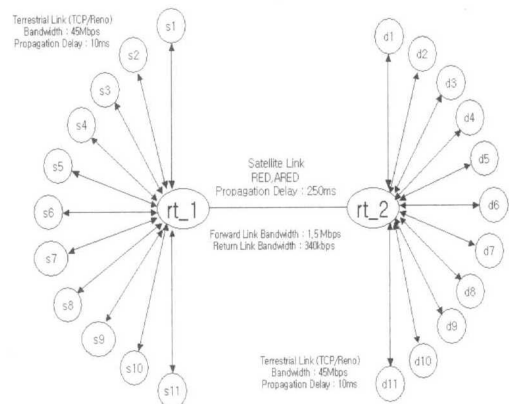 Terrestrial Link (TCP/Reno)
Bandwidth : 45Mbps
Propagation Delay : 10ms
s1
s2
s3
s4
s5
s6
s7
s8
s9
s10
s11
rt_1
Satellite Link
RED,ARED
Propagation Delay : 250ms
Forward Link Bandwidth : 1,5 Mbps
Return Link Bandwidth : 340kbps
rt_2
d1
d2
d3
d4
d5
d6
d7
d8
d9
d10
d11
Terrestrial Link (TCP/Reno)
Bandwidth : 45Mbps
Propagation Delay : 10ms